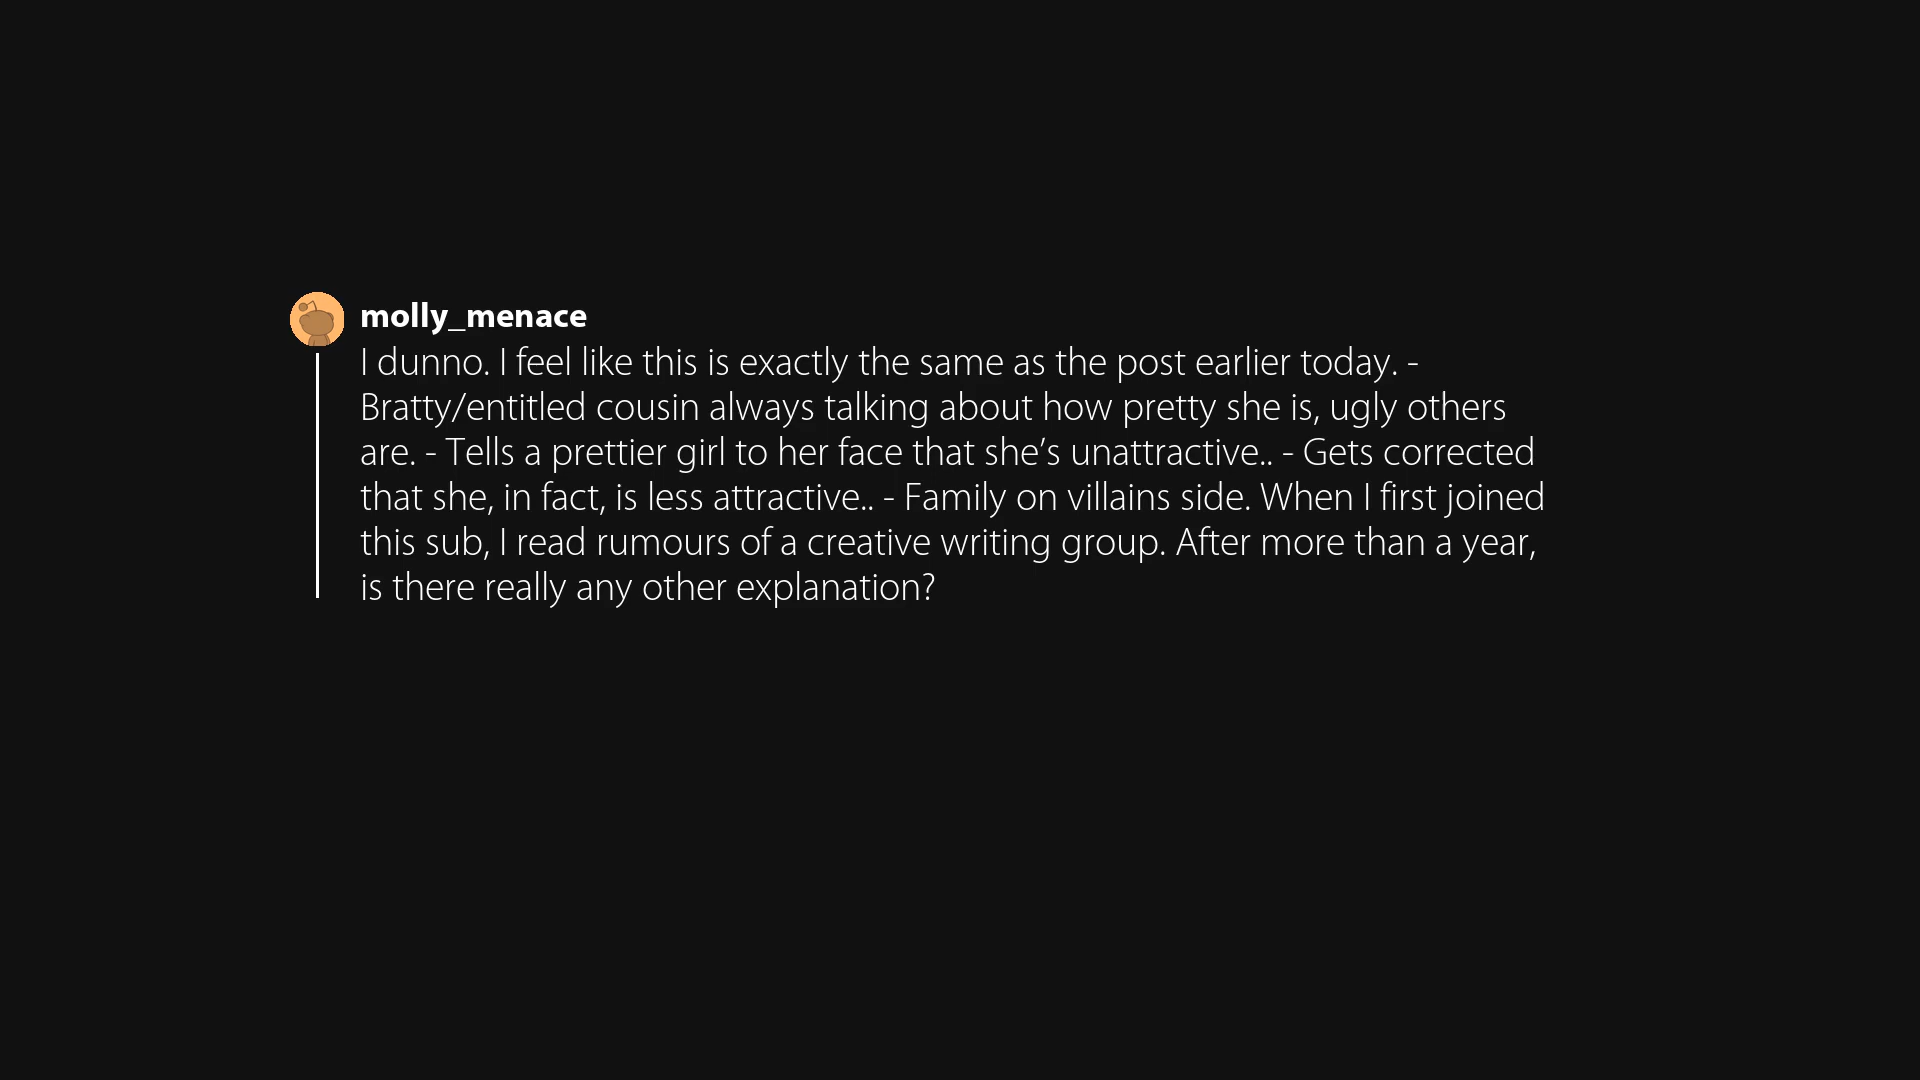 molly_menace
I dunno. I feel like this is exactly the same as the post earlier today. -
Bratty/entitled cousin always talking about how pretty she is, ugly others
are. - Tells a prettier girl to her face that she’s unattractive.. - Gets corrected
that she, in fact, is less attractive.. - Family on villains side. When I first joined
this sub, I read rumours of a creative writing group. After more than a year,
is there really any other explanation?